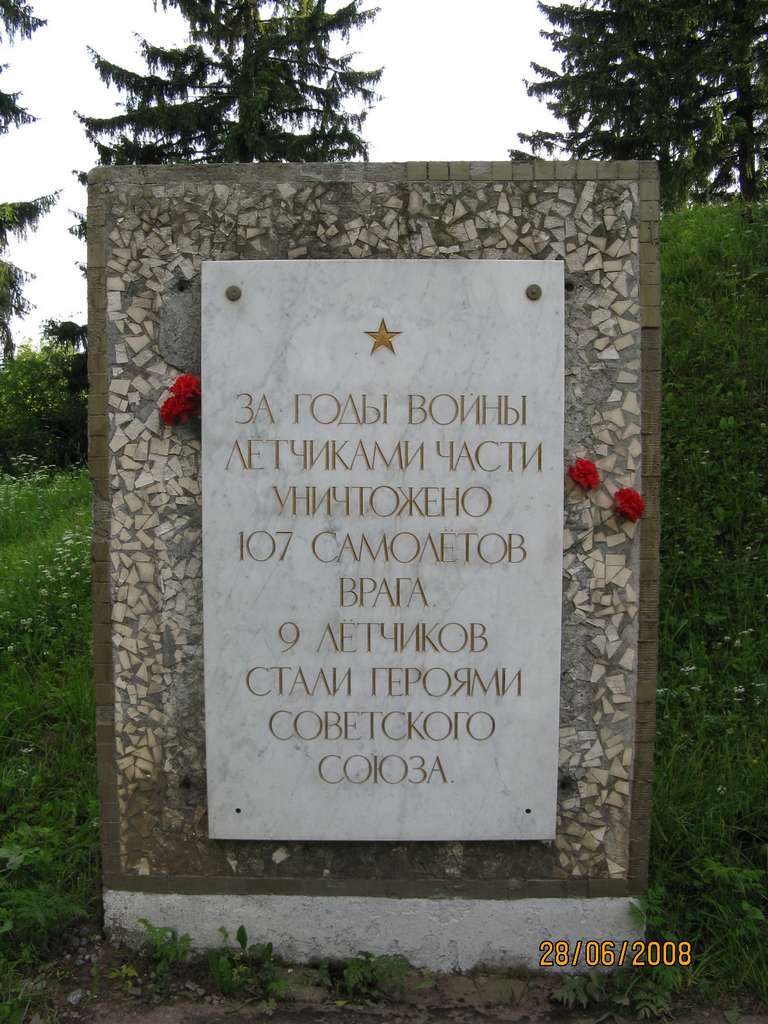 ЗА ГОДЫ ВОЙНЫ
ЛЕТЧИКАМИ ЧАСТИ
УНИЧТОЖЕНО
107 САМОЛЁТОВ
ВРАГА.
9 ЛЁТЧИКОВ
СТАЛИ ГЕРОЯМИ
СОВЕТСКОГО
СОЮЗА.
28/06/2008